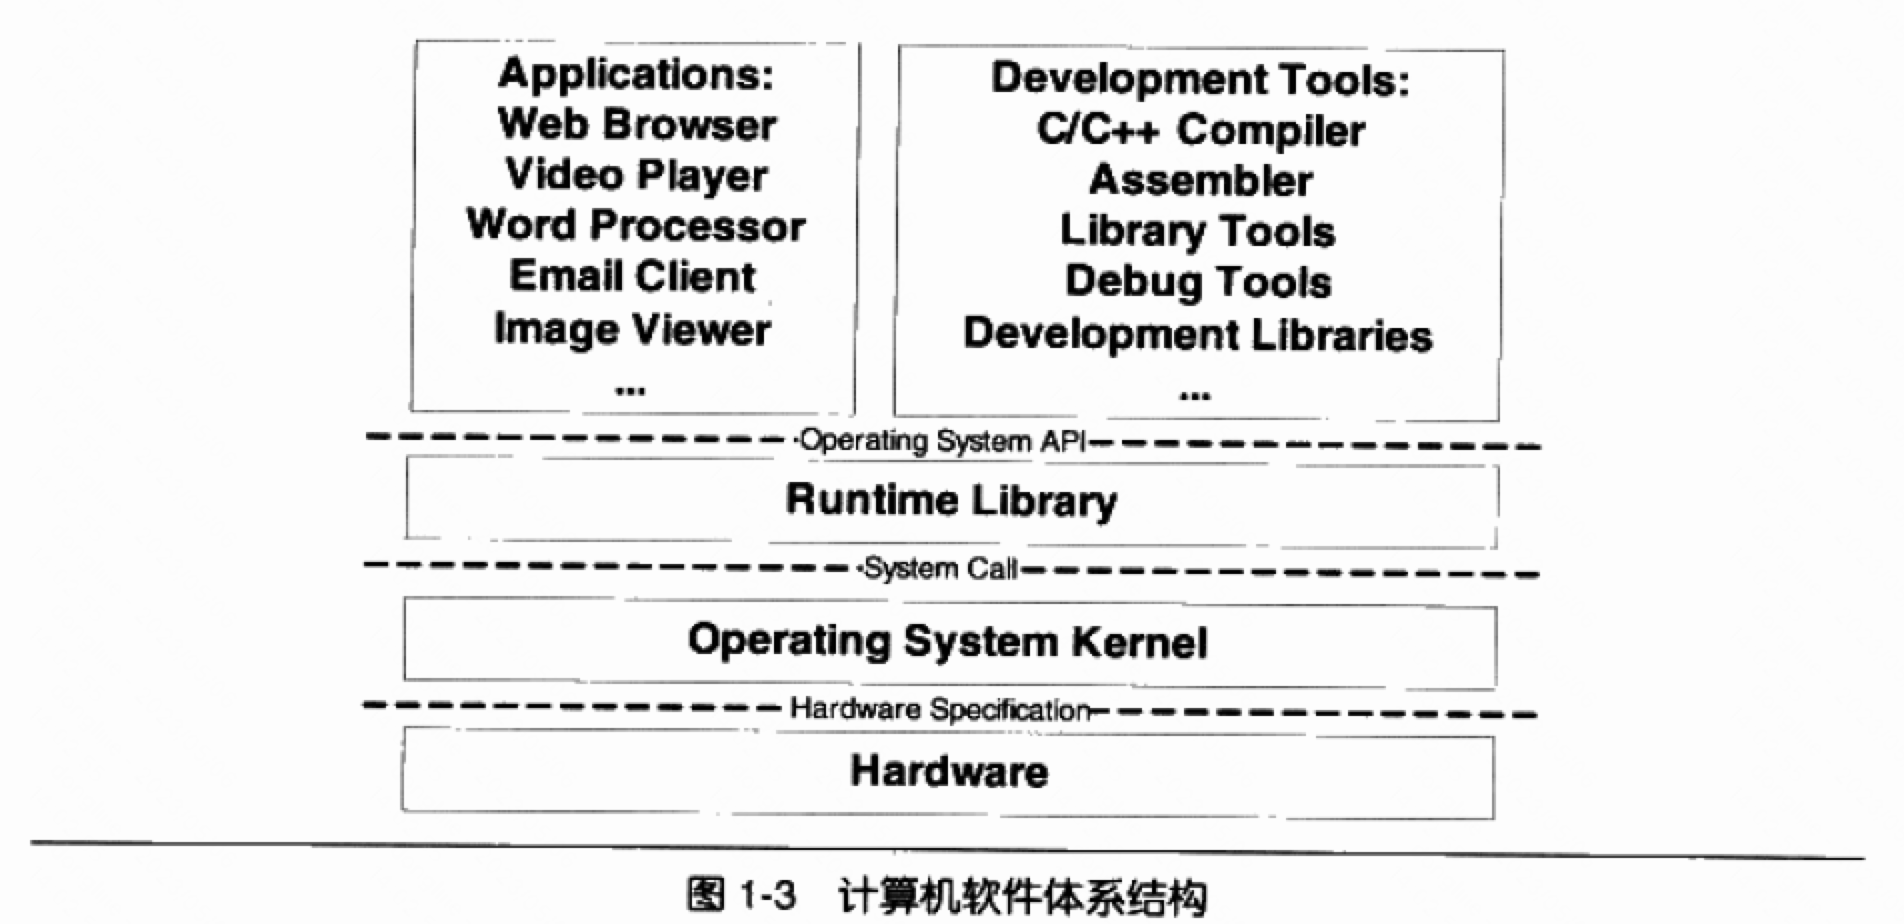 Applications:
Web Browser
Video Player
Word Processor
Email Client
Image Viewer
...
Development Tools:
C/C++ Compiler
Assembler
Library Tools
Debug Tools
Development Libraries
...
Operating System API
Runtime Library
System Call
Operating System Kernel
Hardware Specification
Hardware
图 1-3 计算机软件体系结构